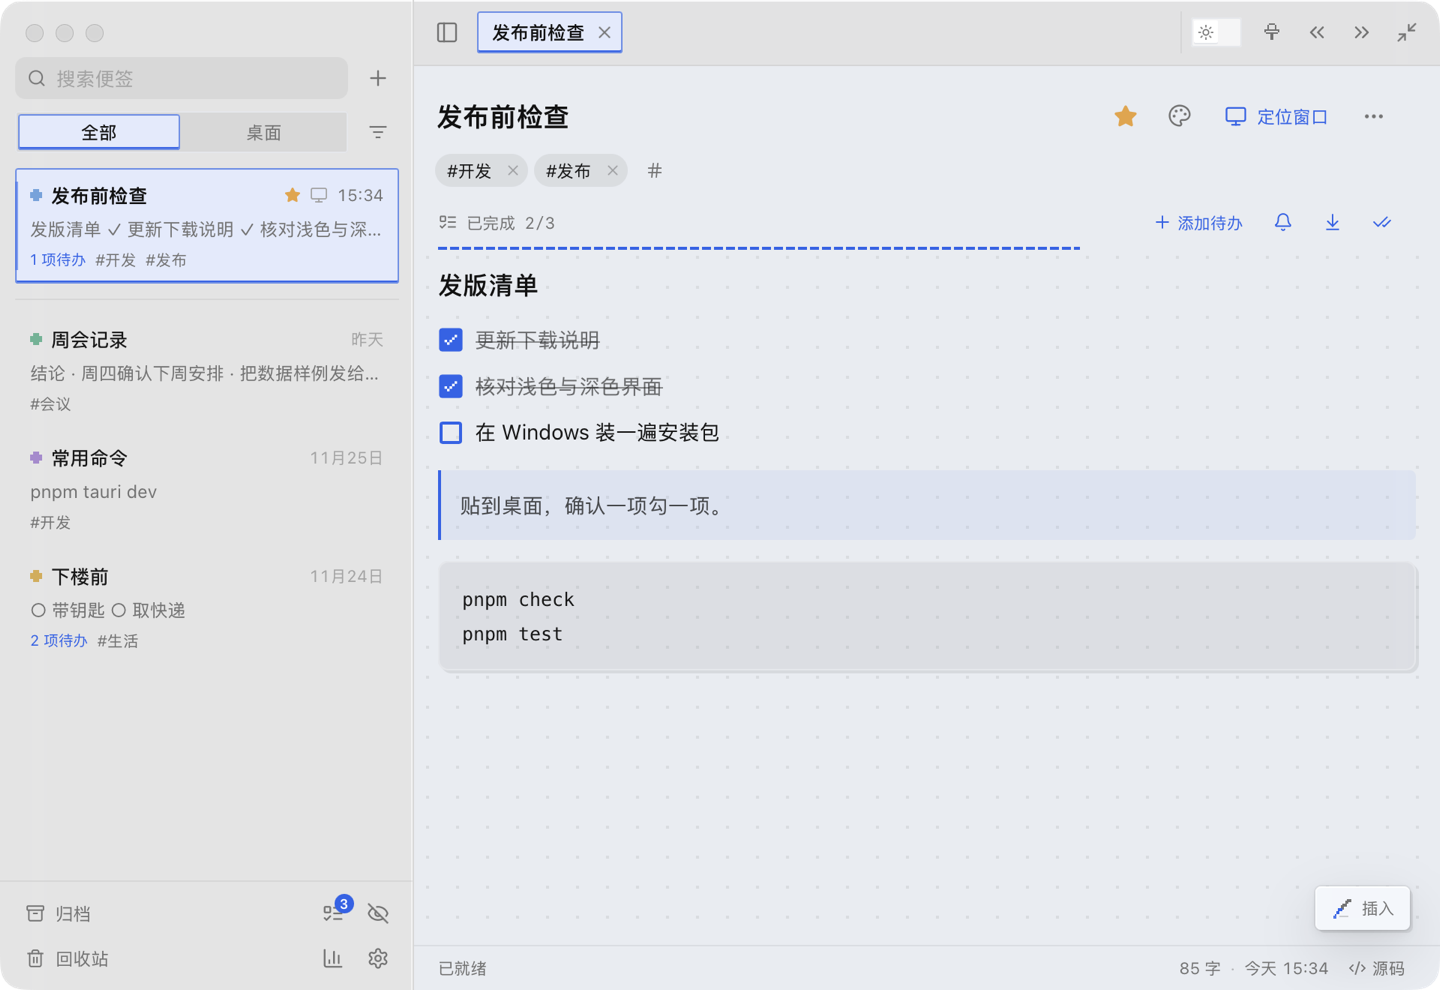 搜索便签
全部
桌面
发布前检查 15:34
发版清单 ✓ 更新下载说明 ✓ 核对浅色与深...
1 项待办 #开发 #发布
周会记录 昨天
结论 · 周四确认下周安排 · 把数据样例发给...
#会议
常用命令 11月25日
pnpm tauri dev
#开发
下楼前 11月24日
○ 带钥匙 ○ 取快递
2 项待办 #生活
归档
3
回收站
发布前检查
发布前检查
定位窗口
#开发
#发布
#
已完成 2/3
添加待办
发版清单
更新下载说明
核对浅色与深色界面
在 Windows 装一遍安装包
贴到桌面，确认一项勾一项。
pnpm check
pnpm test
插入
已就绪
85 字 · 今天 15:34
</> 源码